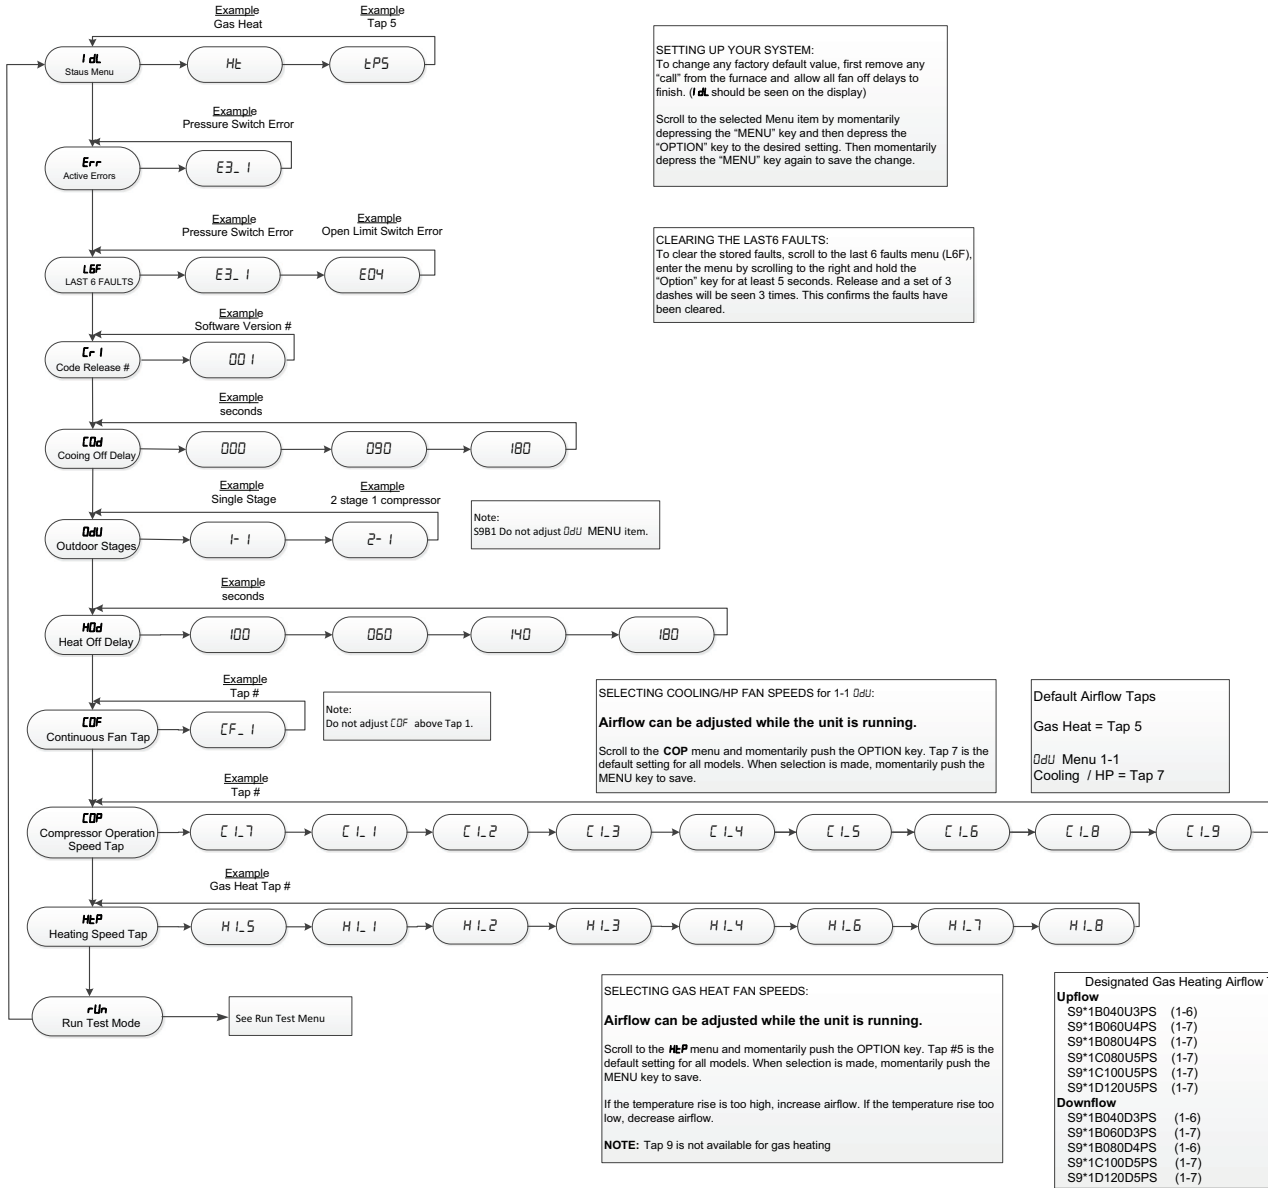 Example
Gas Heat
Example
Tap 5
IdL
Staus Menu
Ht
tP5
SETTING UP YOUR SYSTEM:
To change any factory default value, first remove any
“call” from the furnace and allow all fan off delays to
finish. (IdL should be seen on the display)
Scroll to the selected Menu item by momentarily
depressing the “MENU” key and then depress the
“OPTION” key to the desired setting. Then momentarily
depress the “MENU” key again to save the change.
Example
Pressure Switch Error
Err
Active Errors
E3_1
Example
Pressure Switch Error
Example
Open Limit Switch Error
L6F
LAST 6 FAULTS
E3_1
E04
CLEARING THE LAST6 FAULTS:
To clear the stored faults, scroll to the last 6 faults menu (L6F),
enter the menu by scrolling to the right and hold the
“Option” key for at least 5 seconds. Release and a set of 3
dashes will be seen 3 times. This confirms the faults have
been cleared.
Example
Software Version #
Cr1
Code Release #
001
Example
seconds
C0d
Cooing Off Delay
000
090
180
Example
Single Stage
Example
2 stage 1 compressor
0dU
Outdoor Stages
1-1
2-1
Note:
S9B1 Do not adjust 0dU MENU item.
Example
seconds
H0d
Heat Off Delay
100
060
140
180
Example
Tap #
C0F
Continuous Fan Tap
CF_1
Note:
Do not adjust C0F above Tap 1.
SELECTING COOLING/HP FAN SPEEDS for 1-1 0dU:
Airflow can be adjusted while the unit is running.
Scroll to the COP menu and momentarily push the OPTION key. Tap 7 is the
default setting for all models. When selection is made, momentarily push the
MENU key to save.
Default Airflow Taps
Gas Heat = Tap 5
0dU Menu 1-1
Cooling / HP = Tap 7
Example
Tap #
C0P
Compressor Operation
Speed Tap
C1_7
C1_1
C1_2
C1_3
C1_4
C1_5
C1_6
C1_8
C1_9
Example
Gas Heat Tap #
HtP
Heating Speed Tap
H1_5
H1_1
H1_2
H1_3
H1_4
H1_6
H1_7
H1_8
rUn
Run Test Mode
See Run Test Menu
SELECTING GAS HEAT FAN SPEEDS:
Airflow can be adjusted while the unit is running.
Scroll to the HtP menu and momentarily push the OPTION key. Tap #5 is the
default setting for all models. When selection is made, momentarily push the
MENU key to save.
If the temperature rise is too high, increase airflow. If the temperature rise too
low, decrease airflow.
NOTE: Tap 9 is not available for gas heating
Designated Gas Heating Airflow
Upflow
S9*1B040U3PS (1-6)
S9*1B060U4PS (1-7)
S9*1B080U4PS (1-7)
S9*1C080U5PS (1-7)
S9*1C100U5PS (1-7)
S9*1D120U5PS (1-7)
Downflow
S9*1B040D3PS (1-6)
S9*1B060D3PS (1-7)
S9*1B080D4PS (1-6)
S9*1C100D5PS (1-7)
S9*1D120D5PS (1-7)